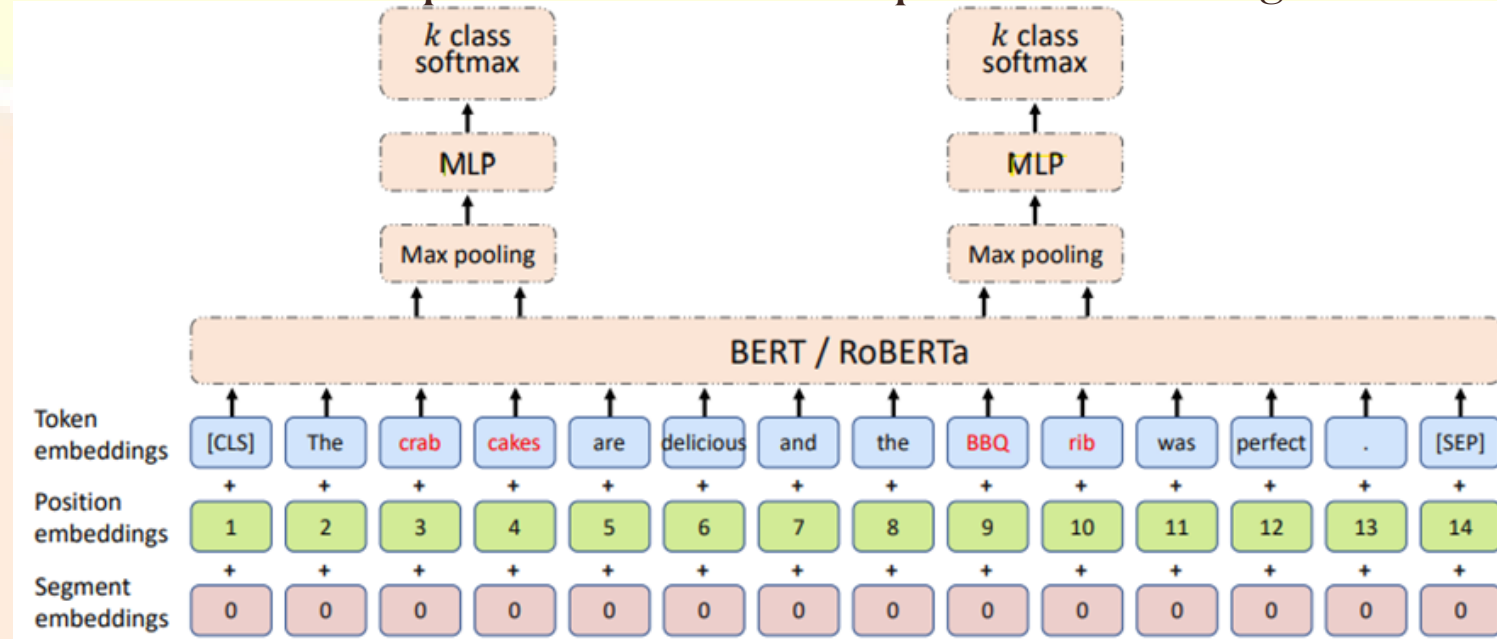 k class
softmax
k class
softmax
MLP
MLP
Max pooling
Max pooling
BERT / RoBERTa
Token
embeddings
[CLS] The crab cakes are delicious and the BBQ rib was perfect . [SEP]
+ + + + + + + + + + + + + +
Position
embeddings
1 2 3 4 5 6 7 8 9 10 11 12 13 14
+ + + + + + + + + + + + + +
Segment
embeddings
0 0 0 0 0 0 0 0 0 0 0 0 0 0